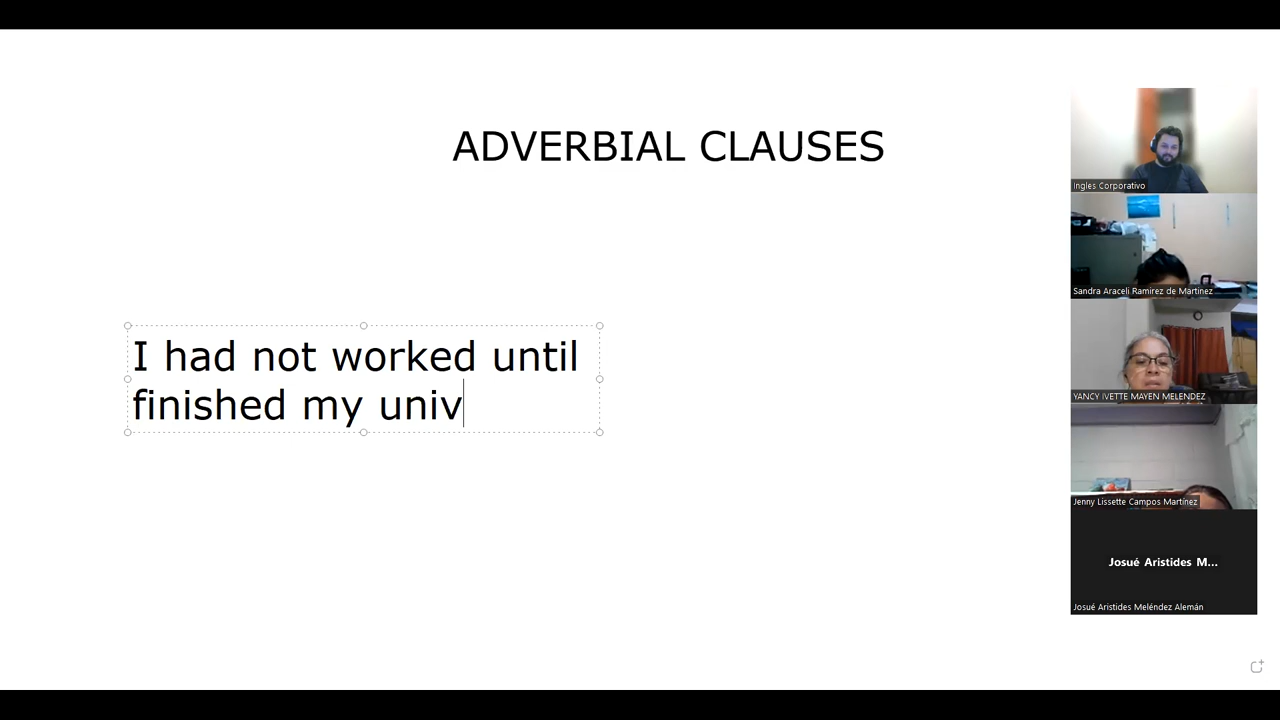 ADVERBIAL CLAUSES
I had not worked until
finished my univ
Ingles Corporativo
Sandra Araceli Ramirez de Martinez
YANCY IVETTE MAYEN MELENDEZ
Jenny Lissette Campos Martínez
Josué Aristides M...
Josué Aristides Meléndez Alemán